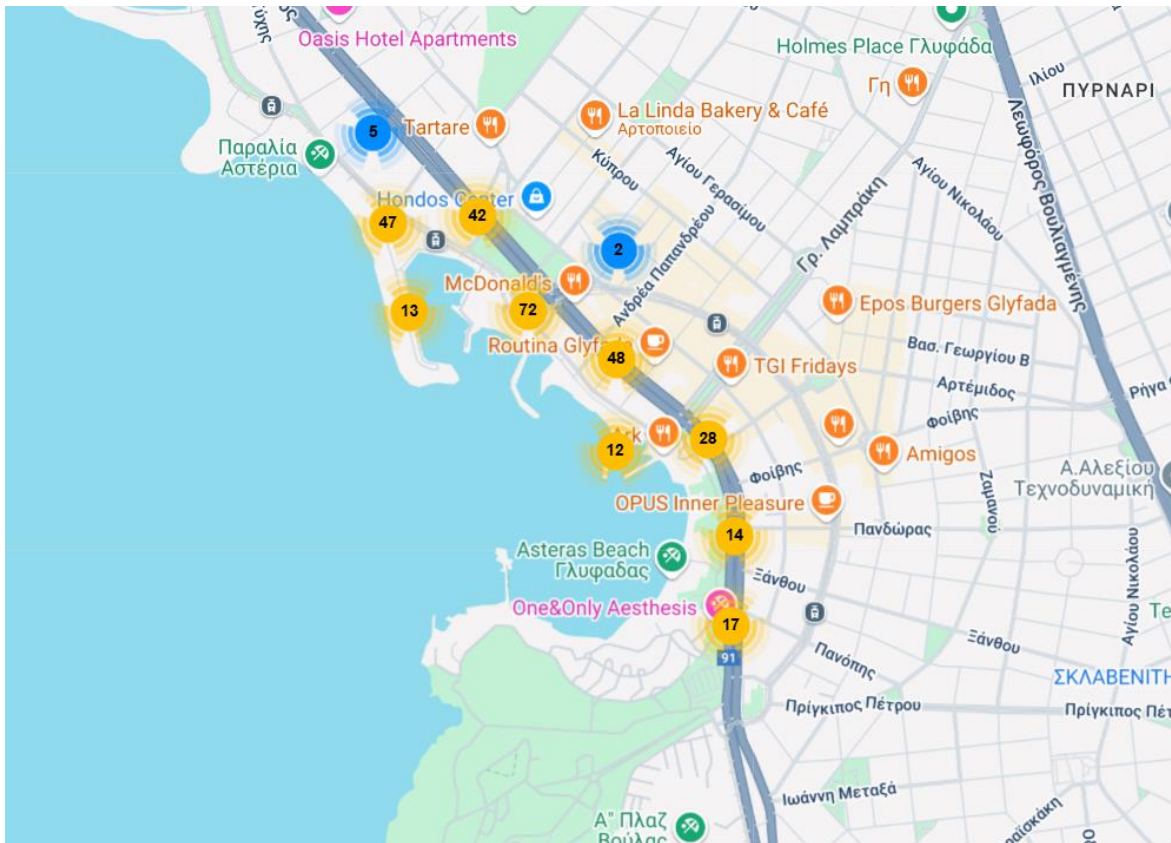 Oasis Hotel Apartments
Holmes Place Γλυφάδα
Ιλίου
ΠΥΡΝΑΡΙ
Γη
La Linda Bakery & Café
Αρτοποιείο
Tartare
5
Παραλία
Αστέρια
Κύπρου
Αγίου Γερασίμου
Γρ. Λαμπράκη
Αγίου Νικολάου
Λεωφόρος Βουλιαγμένης
Hondos Center
47
42
2
Ανδρέα Παπανδρέου
McDonald's
13
72
Epos Burgers Glyfada
Routina Glyfada
48
TGI Fridays
Βασ. Γεωργίου Β
Αρτέμιδος
Ρήγα
Φοίβης
12
28
Amigos
Φοίβης
Ζαμάνου
Α.Αλεξίου
Τεχνοδυναμική
OPUS Inner Pleasure
14
Πανδώρας
Asteras Beach
Γλυφαδας
Ξάνθου
Αγίου Νικολάου
One&Only Aesthesis
17
Ξάνθου
91
Πανόπης
ΣΚΛΑΒΕΝΙΤΗ
Πρίγκιπος Πέτρου
Πρίγκιπος Πέτ
Ιωάννη Μεταξά
Α" Πλαζ
Βούλας